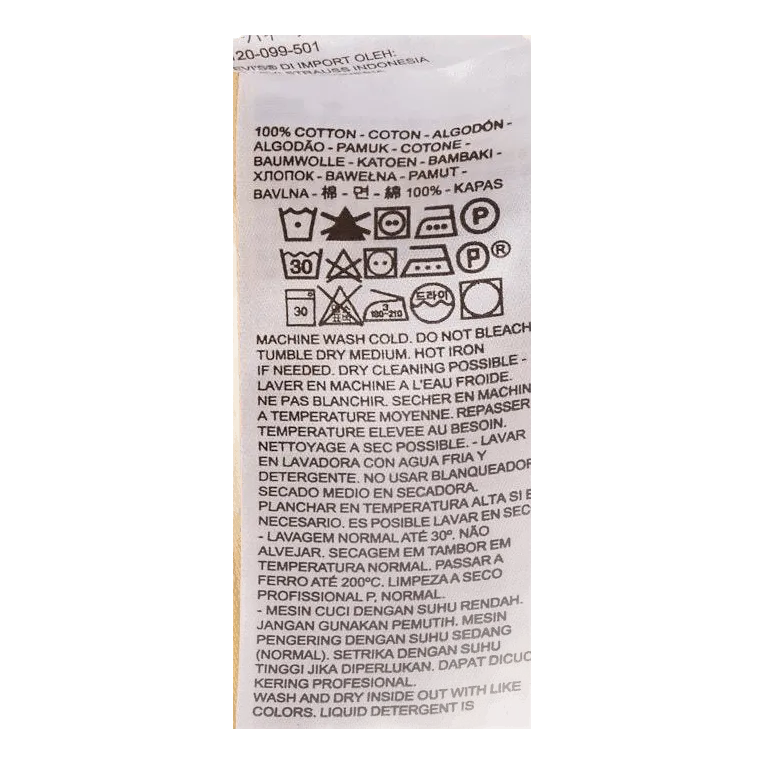 120-099-501
LEVI'S® DI IMPORT OLEH:
STRAUSS INDONESIA
100% COTTON - COTON - ALGODÓN -
ALGODÃO - PAMUK - COTONE -
BAUMWOLLE - KATOEN - BAMBAKI -
ХЛОПОК - BAWEŁNA - PAMUT -
BAVLNA - 棉 - 면 - 綿 100% - KAPAS
P
30 P®
30 3 180-210 드라이
MACHINE WASH COLD. DO NOT BLEACH
TUMBLE DRY MEDIUM. HOT IRON
IF NEEDED. DRY CLEANING POSSIBLE -
LAVER EN MACHINE A L'EAU FROIDE.
NE PAS BLANCHIR. SECHER EN MACHIN
A TEMPERATURE MOYENNE. REPASSER
TEMPERATURE ELEVEE AU BESOIN.
NETTOYAGE A SEC POSSIBLE. - LAVAR
EN LAVADORA CON AGUA FRIA Y
DETERGENTE. NO USAR BLANQUEADOR
SECADO MEDIO EN SECADORA.
PLANCHAR EN TEMPERATURA ALTA SI E
NECESARIO. ES POSIBLE LAVAR EN SEC
- LAVAGEM NORMAL ATÉ 30º. NÃO
ALVEJAR. SECAGEM EM TAMBOR EM
TEMPERATURA NORMAL. PASSAR A
FERRO ATÉ 200ºC. LIMPEZA A SECO
PROFISSIONAL P, NORMAL.
- MESIN CUCI DENGAN SUHU RENDAH.
JANGAN GUNAKAN PEMUTIH. MESIN
PENGERING DENGAN SUHU SEDANG
(NORMAL). SETRIKA DENGAN SUHU
TINGGI JIKA DIPERLUKAN. DAPAT DICUC
KERING PROFESIONAL.
WASH AND DRY INSIDE OUT WITH LIKE
COLORS. LIQUID DETERGENT IS